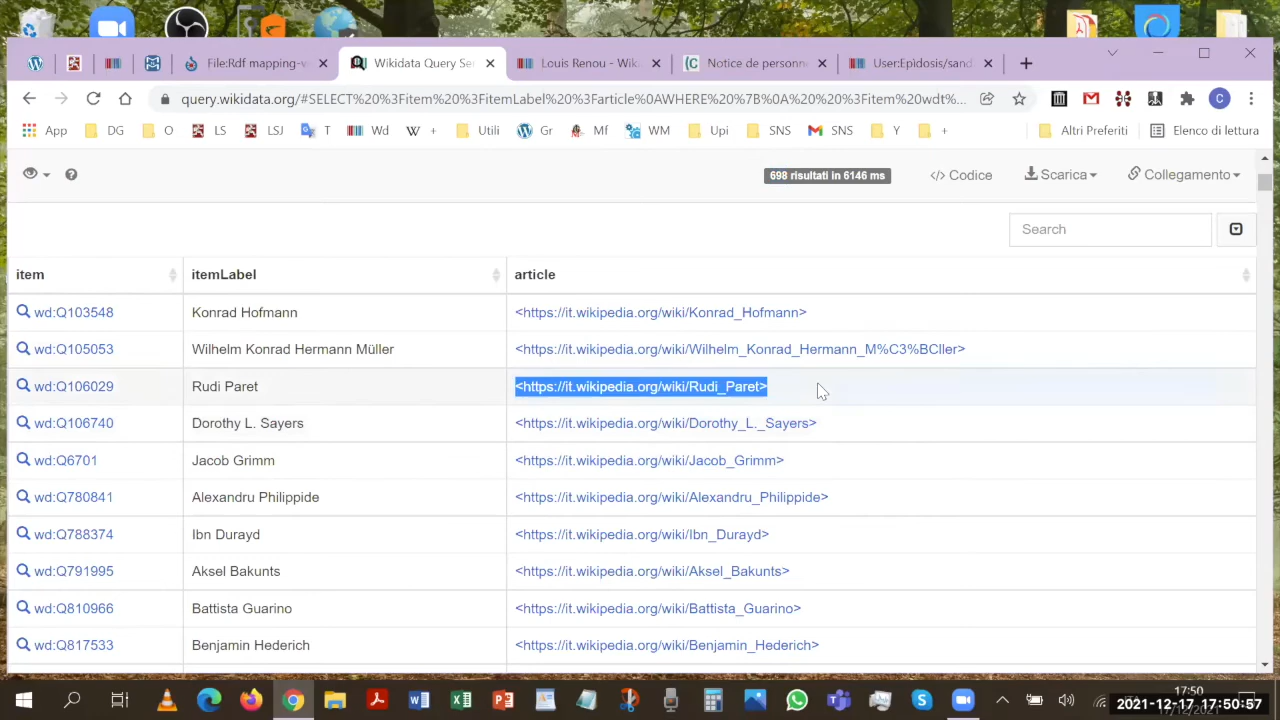 File:Rdf mapping-v
Wikidata Query Ser
Louis Renou - Wik
Notice de personn
User:Epidosis/sand
query.wikidata.org/#SELECT%20%3Fitem%20%3FitemLabel%20%3Farticle%0AWHERE%20%7B%0A%20%20%3Fitem%20wdt%...
App DG O LS LSJ T Wd + Utili Gr Mf WM Upi SNS SNS Y + Altri Preferiti Elenco di lettura
698 risultati in 6146 ms </> Codice Scarica Collegamento
Search
item itemLabel article
wd:Q103548 Konrad Hofmann <https://it.wikipedia.org/wiki/Konrad_Hofmann>
wd:Q105053 Wilhelm Konrad Hermann Müller <https://it.wikipedia.org/wiki/Wilhelm_Konrad_Hermann_M%C3%BCller>
wd:Q106029 Rudi Paret <https://it.wikipedia.org/wiki/Rudi_Paret>
wd:Q106740 Dorothy L. Sayers <https://it.wikipedia.org/wiki/Dorothy_L._Sayers>
wd:Q6701 Jacob Grimm <https://it.wikipedia.org/wiki/Jacob_Grimm>
wd:Q780841 Alexandru Philippide <https://it.wikipedia.org/wiki/Alexandru_Philippide>
wd:Q788374 Ibn Durayd <https://it.wikipedia.org/wiki/Ibn_Durayd>
wd:Q791995 Aksel Bakunts <https://it.wikipedia.org/wiki/Aksel_Bakunts>
wd:Q810966 Battista Guarino <https://it.wikipedia.org/wiki/Battista_Guarino>
wd:Q817533 Benjamin Hederich <https://it.wikipedia.org/wiki/Benjamin_Hederich>
17:50
2021-12-17 17:50:57